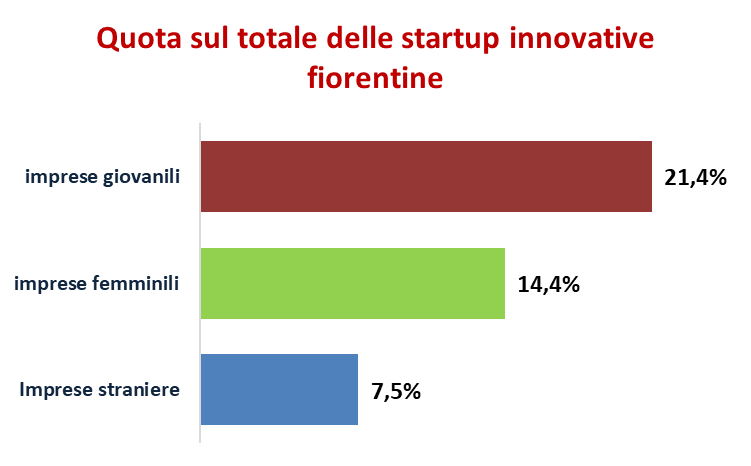 Quota sul totale delle startup innovative
fiorentine
imprese giovanili
21,4%
imprese femminili
14,4%
Imprese straniere
7,5%